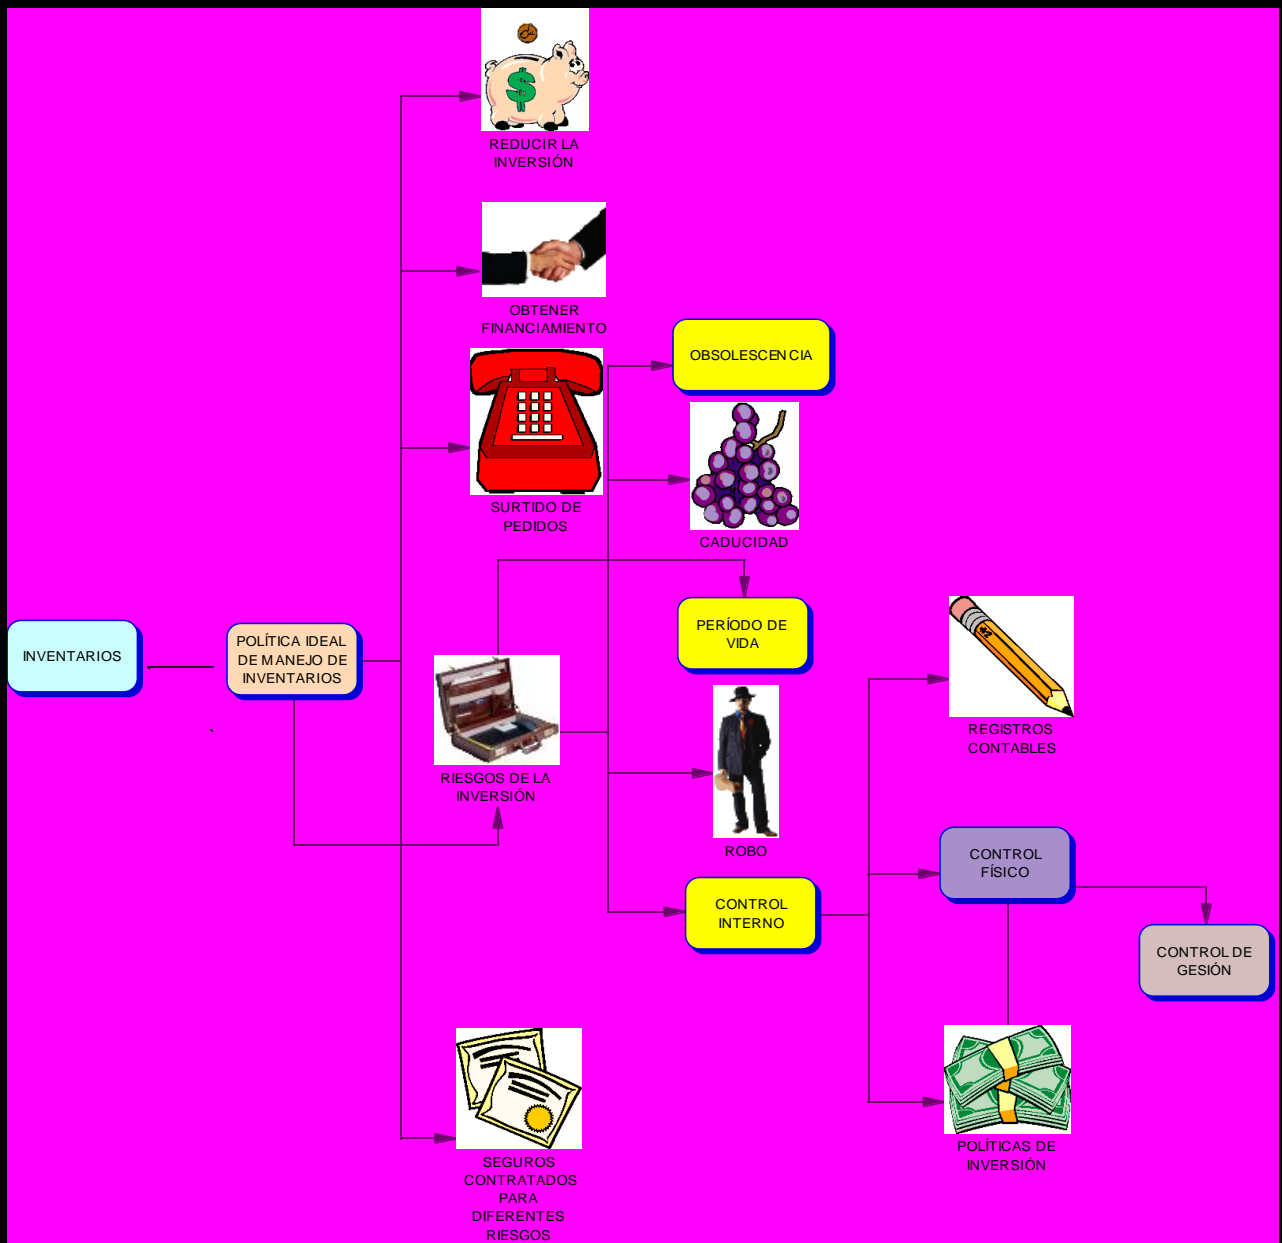 REDUCIR LA
INVERSIÓN
OBTENER
FINANCIAMIENTO
OBSOLESCENCIA
SURTIDO DE
PEDIDOS
CADUCIDAD
INVENTARIOS
POLÍTICA IDEAL
DE MANEJO DE
INVENTARIOS
PERÍODO DE
VIDA
RIESGOS DE LA
INVERSIÓN
REGISTROS
CONTABLES
ROBO
CONTROL
FÍSICO
CONTROL
INTERNO
CONTROL DE
GESIÓN
POLÍTICAS DE
INVERSIÓN
SEGUROS
CONTRATADOS
PARA
DIFERENTES
RIESGOS